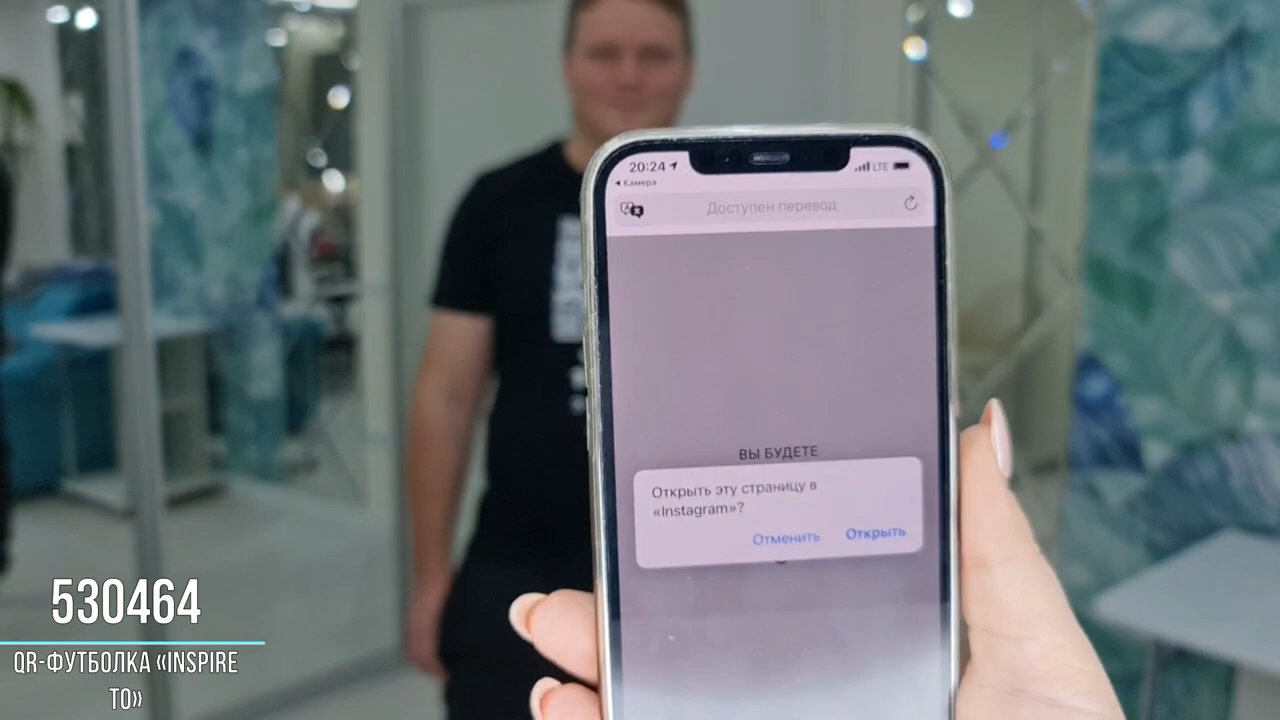 20:24
LTE
Камера
Доступен перевод
ВЫ БУДЕТЕ
Открыть эту страницу в
«Instagram»?
Отменить Открыть
530464
QR-ФУТБОЛКА «INSPIRE
TO»